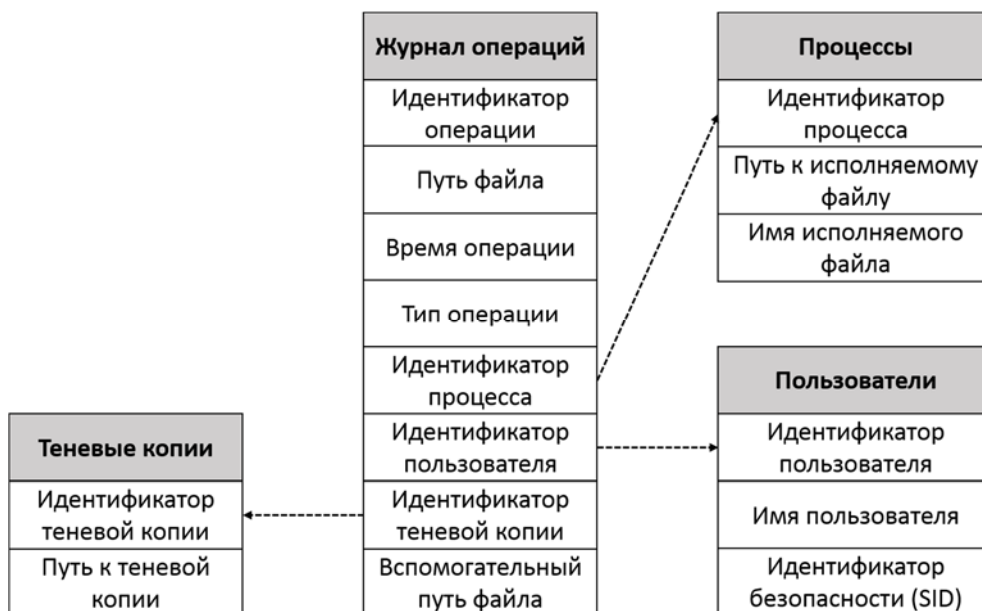 Журнал операций
Идентификатор
операции
Путь файла
Время операции
Тип операции
Идентификатор
процесса
Идентификатор
пользователя
Идентификатор
теневой копии
Вспомогательный
путь файла
Процессы
Идентификатор
процесса
Путь к исполняемому
файлу
Имя исполняемого
файла
Пользователи
Идентификатор
пользователя
Имя пользователя
Идентификатор
безопасности (SID)
Теневые копии
Идентификатор
теневой копии
Путь к теневой
копии